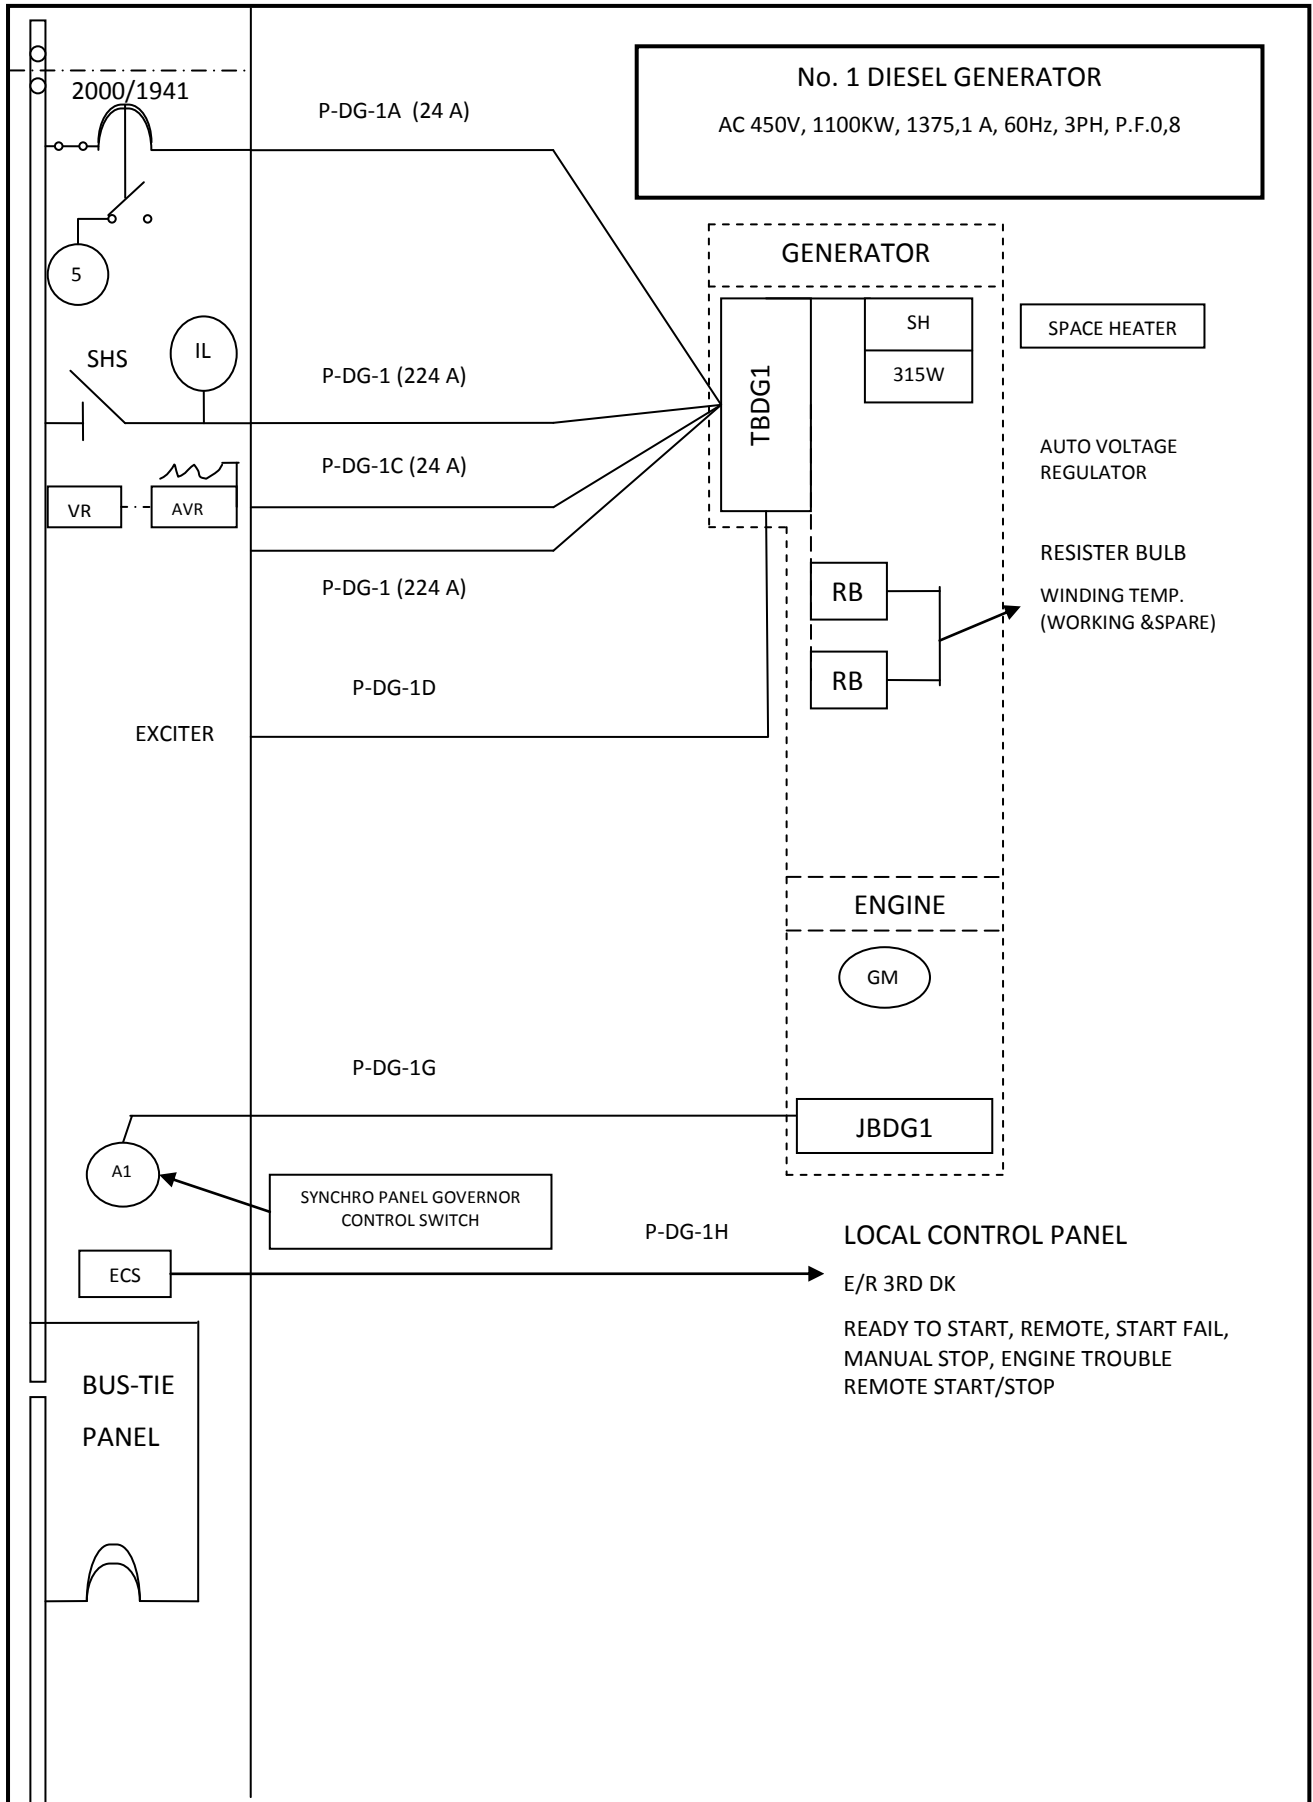 No. 1 DIESEL GENERATOR
AC 450V, 1100KW, 1375,1 A, 60Hz, 3PH, P.F.0,8
2000/1941
P-DG-1A (24 A)
5
GENERATOR
SH
315W
SPACE HEATER
TBDG1
SHS
IL
P-DG-1 (224 A)
AUTO VOLTAGE
REGULATOR
P-DG-1C (24 A)
VR
AVR
RESISTER BULB
P-DG-1 (224 A)
RB
WINDING TEMP.
(WORKING &SPARE)
RB
P-DG-1D
EXCITER
ENGINE
GM
P-DG-1G
JBDG1
A1
SYNCHRO PANEL GOVERNOR
CONTROL SWITCH
P-DG-1H
LOCAL CONTROL PANEL
ECS
E/R 3RD DK
READY TO START, REMOTE, START FAIL,
MANUAL STOP, ENGINE TROUBLE
REMOTE START/STOP
BUS-TIE
PANEL